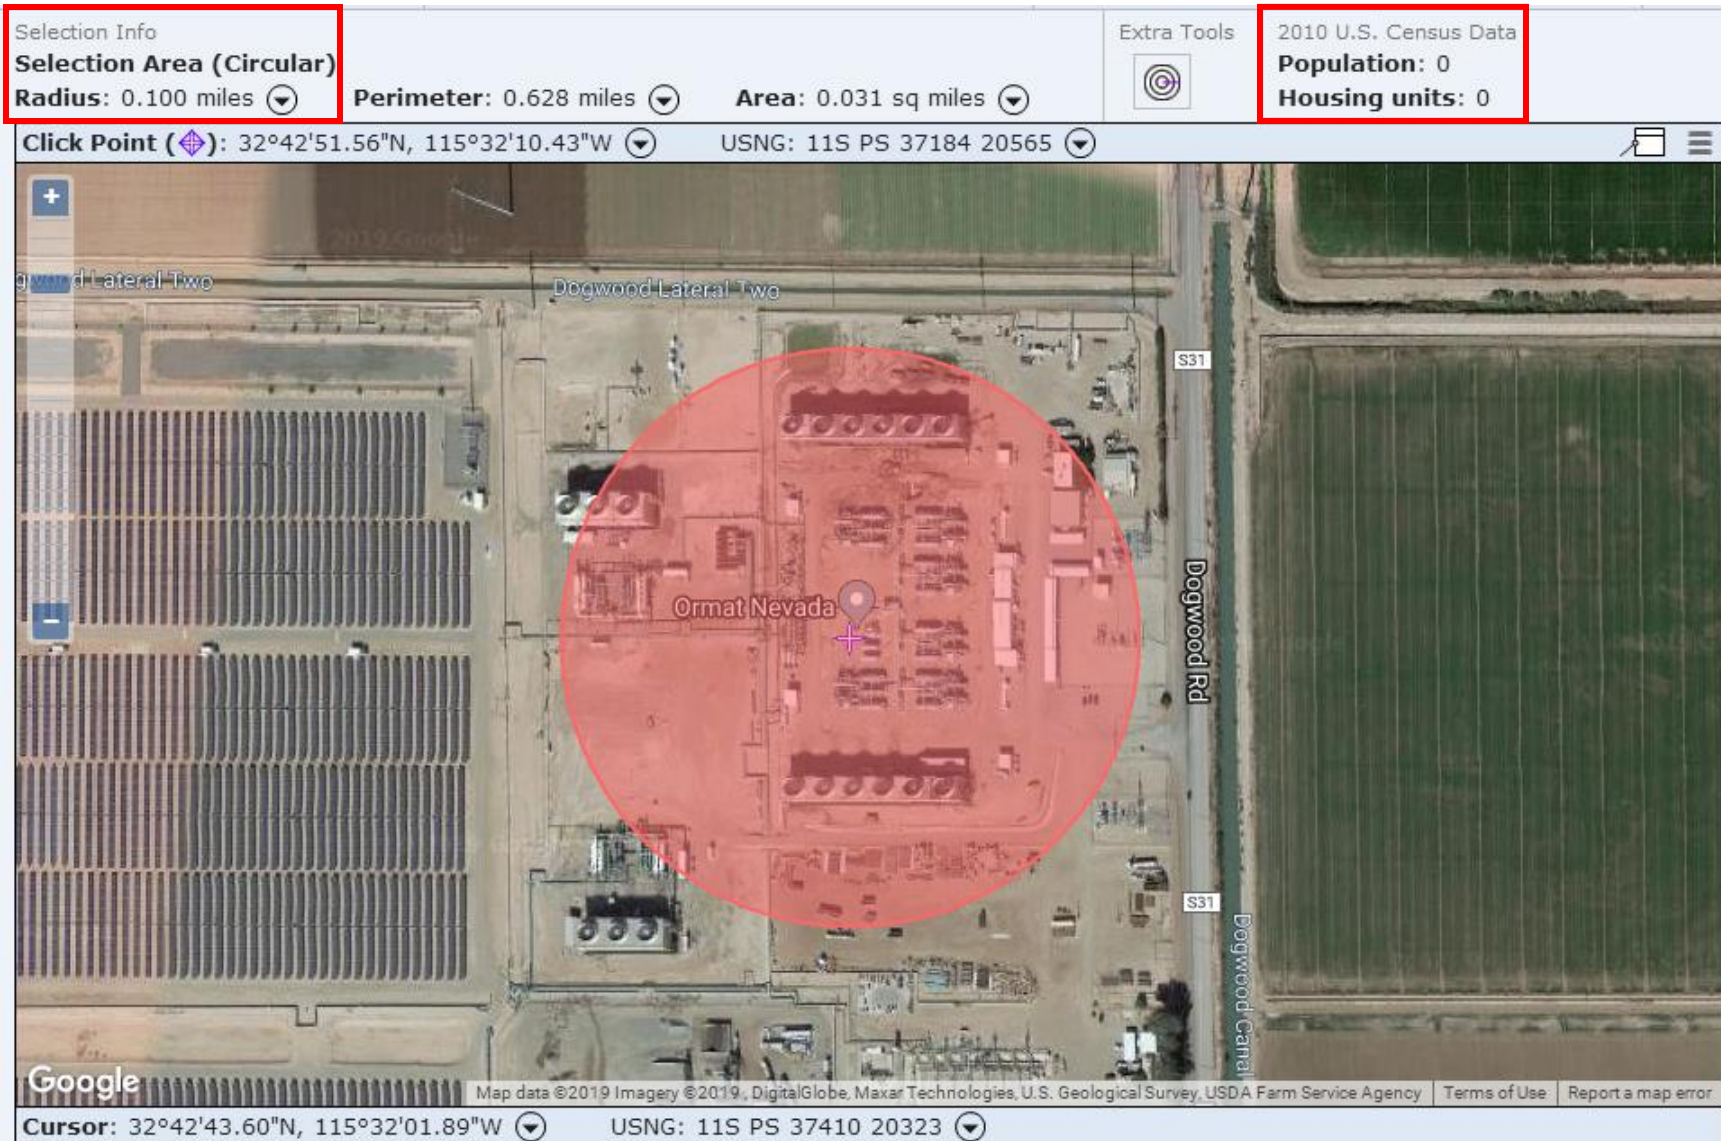 Selection Info
Selection Area (Circular)
Radius: 0.100 miles
Perimeter: 0.628 miles
Area: 0.031 sq miles
Extra Tools
2010 U.S. Census Data
Population: 0
Housing units: 0
Click Point ( ): 32°42'51.56"N, 115°32'10.43"W
USNG: 11S PS 37184 20565
+
2019 Google
d Lateral Two
Dogwood Lateral Two
S31
Ormat Nevada
Dogwood Rd
−
S31
Dogwood Canal
Google
Map data ©2019 Imagery ©2019 , DigitalGlobe, Maxar Technologies, U.S. Geological Survey, USDA Farm Service Agency
Terms of Use
Report a map error
Cursor: 32°42'43.60"N, 115°32'01.89"W
USNG: 11S PS 37410 20323